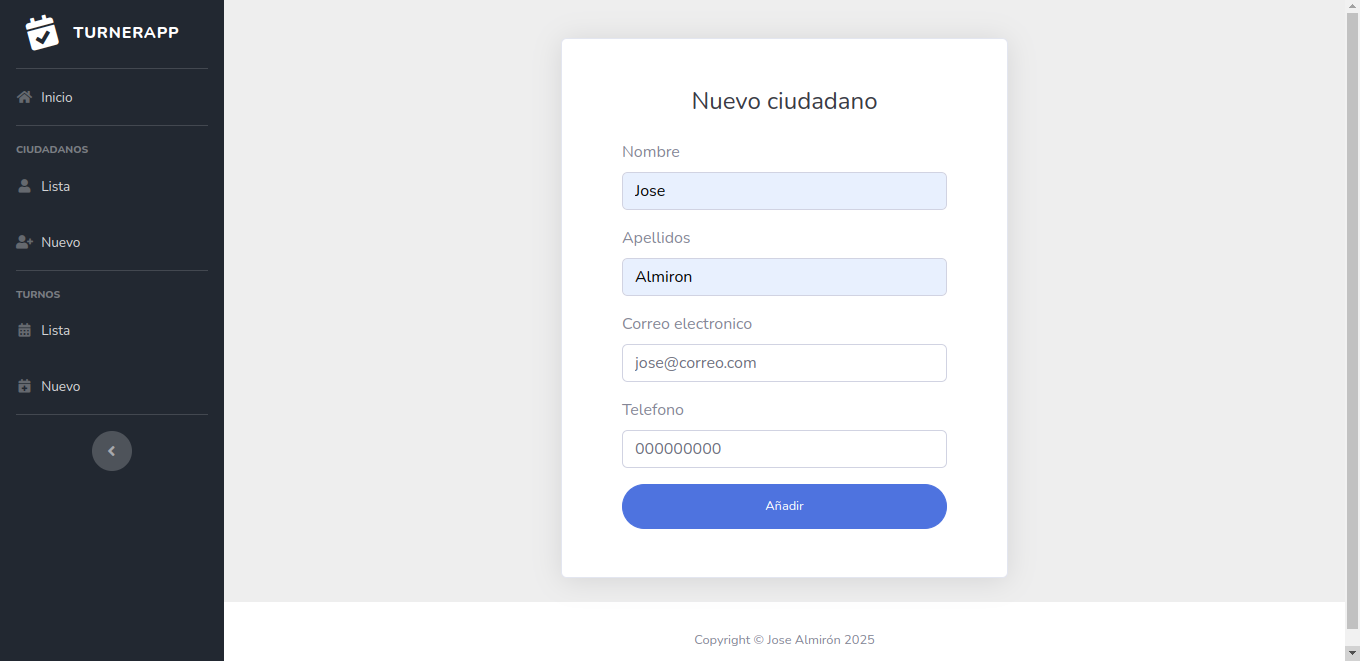 TURNERAPP
Inicio
CIUDADANOS
Lista
Nuevo
TURNOS
Lista
Nuevo
Nuevo ciudadano
Nombre
Jose
Apellidos
Almiron
Correo electronico
jose@correo.com
Telefono
000000000
Añadir
Copyright © Jose Almirón 2025